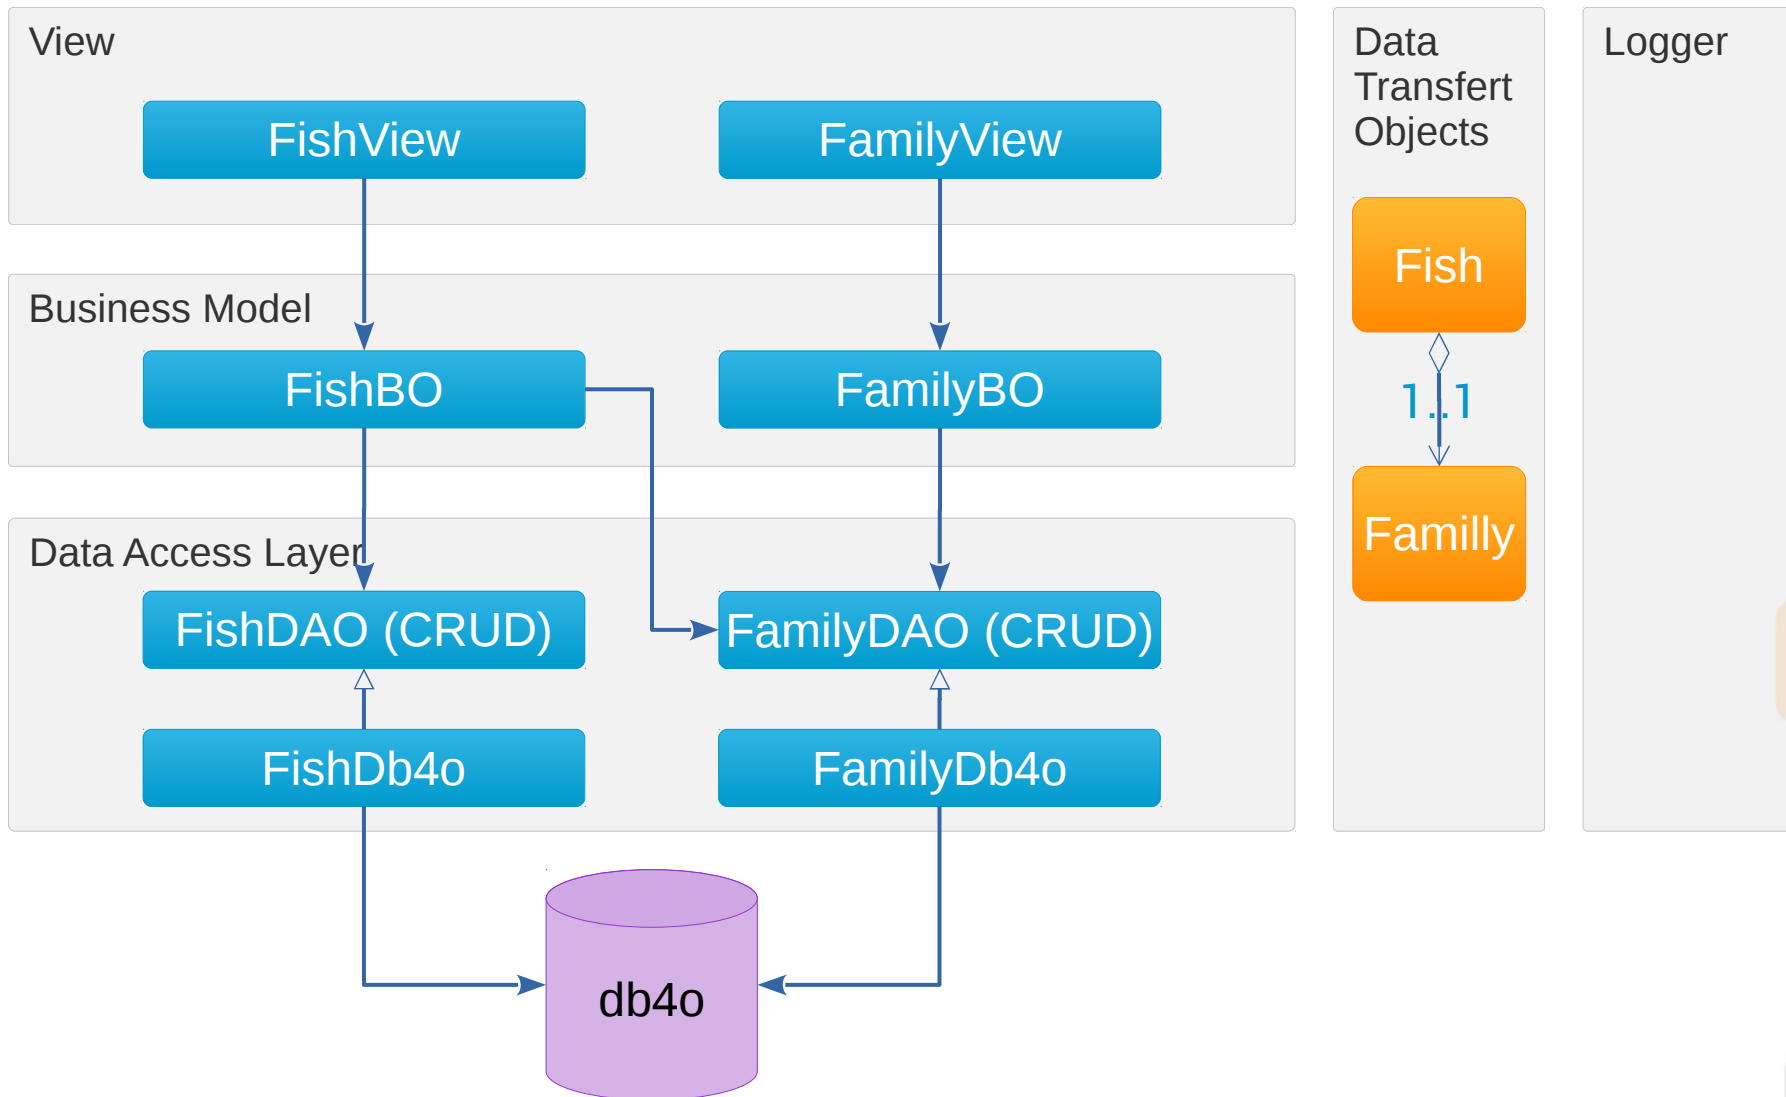 View
FishView
FamilyView
Business Model
FishBO
FamilyBO
Data Access Layer
FishDAO (CRUD)
FamilyDAO (CRUD)
FishDb4o
FamilyDb4o
db4o
Data
Transfert
Objects
Fish
1..1
Familly
Logger